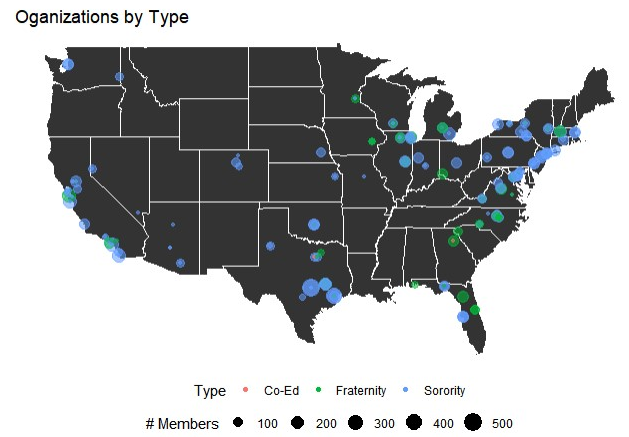 Oganizations by Type
Type Co-Ed Fraternity Sorority
# Members 100 200 300 400 500